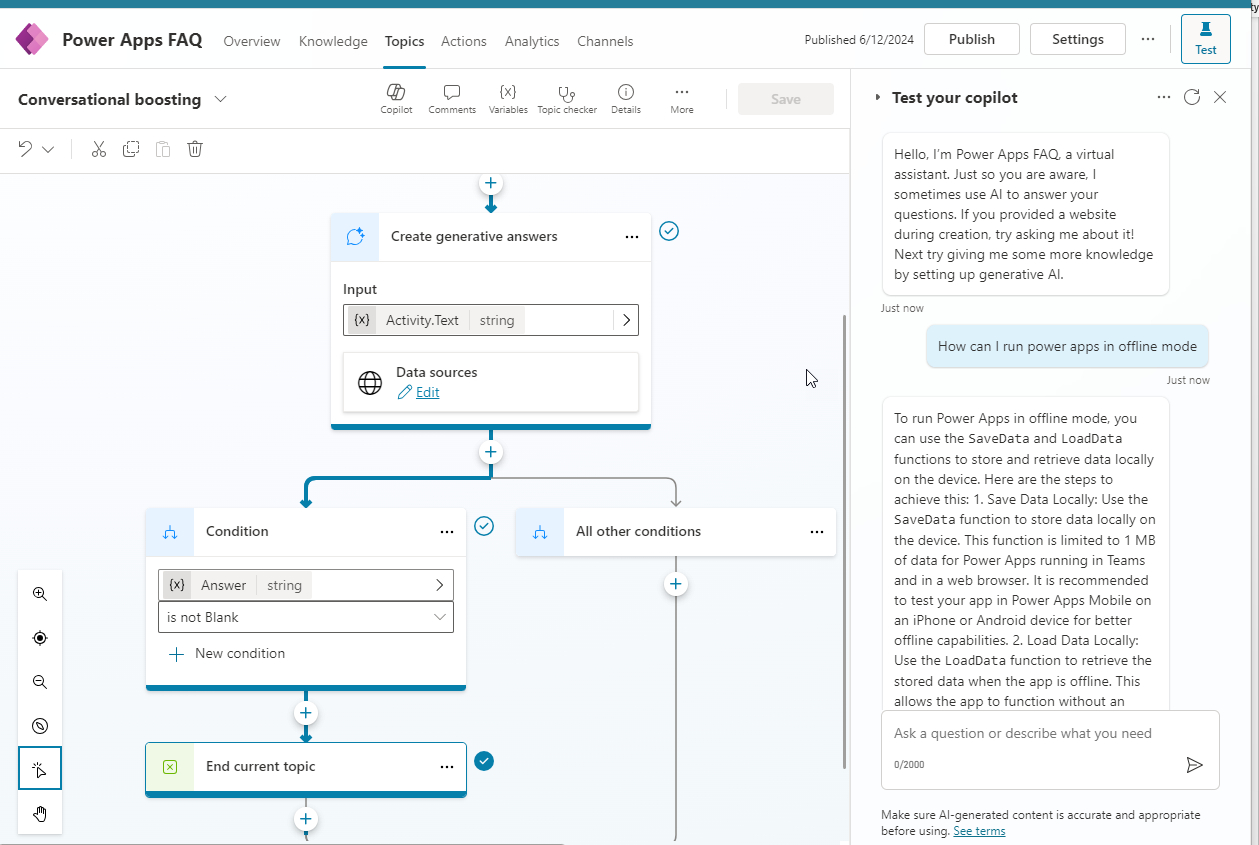 ty
Power Apps FAQ
Overview
Knowledge
Topics
Actions
Analytics
Channels
Published 6/12/2024
Publish
Settings
Test
Conversational boosting
Copilot
Comments
{x}
Variables
Topic checker
Details
More
Save
Create generative answers
Input
{x} Activity.Text string
Data sources
Edit
Condition
{x} Answer string
is not Blank
New condition
All other conditions
End current topic
Test your copilot
Hello, I'm Power Apps FAQ, a virtual
assistant. Just so you are aware, I
sometimes use AI to answer your
questions. If you provided a website
during creation, try asking me about it!
Next try giving me some more knowledge
by setting up generative AI.
Just now
How can I run power apps in offline mode
Just now
To run Power Apps in offline mode, you
can use the SaveData and LoadData
functions to store and retrieve data locally
on the device. Here are the steps to
achieve this: 1. Save Data Locally: Use the
SaveData function to store data locally on
the device. This function is limited to 1 MB
of data for Power Apps running in Teams
and in a web browser. It is recommended
to test your app in Power Apps Mobile on
an iPhone or Android device for better
offline capabilities. 2. Load Data Locally:
Use the LoadData function to retrieve the
stored data when the app is offline. This
allows the app to function without an
Ask a question or describe what you need
0/2000
Make sure AI-generated content is accurate and appropriate
before using. See terms